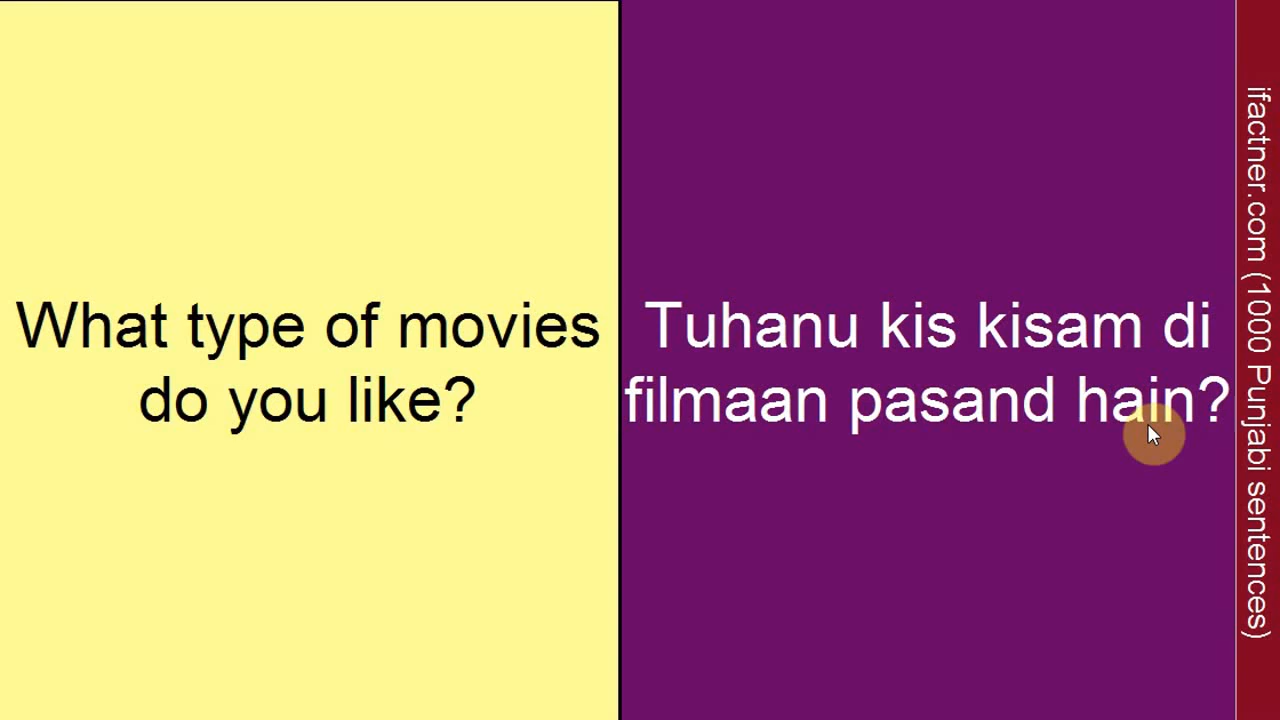 What type of movies
do you like?
Tuhanu kis kisam di
filmaan pasand hain?
ifactner.com (1000 Punjabi sentences)